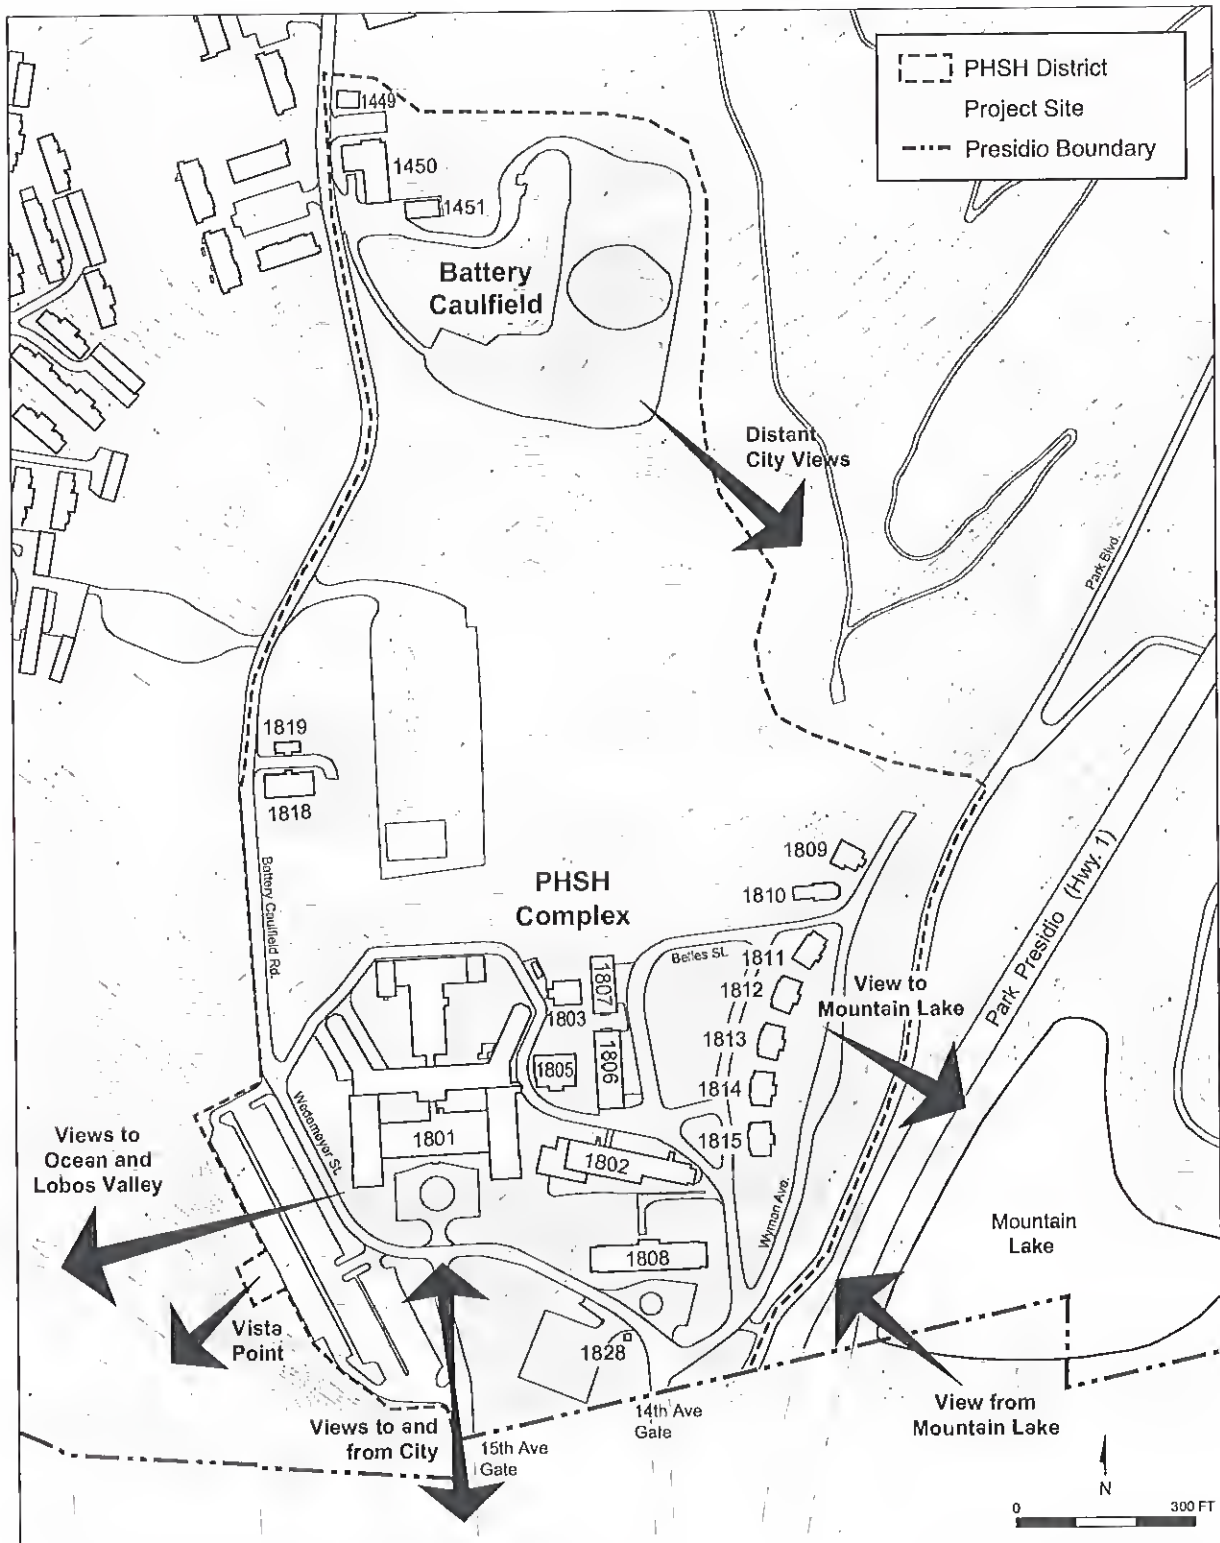 PHSH District
Project Site
Presidio Boundary
1449
1450
1451
Battery
Caulfield
Distant
City Views
Park Blvd.
1819
1818
Battery Caulfield Rd.
PHSH
Complex
1809
1810
Belles St.
1811
1812
1813
1814
1815
View to
Mountain Lake
Park Presidio (Hwy. 1)
1807
1803
1806
1805
1801
1802
Wedemeyer St.
Views to
Ocean and
Lobos Valley
Wyman Ave.
Mountain
Lake
1808
Vista
Point
1828
Views to and
from City
14th Ave
Gate
15th Ave
Gate
View from
Mountain Lake
N
0
300 FT